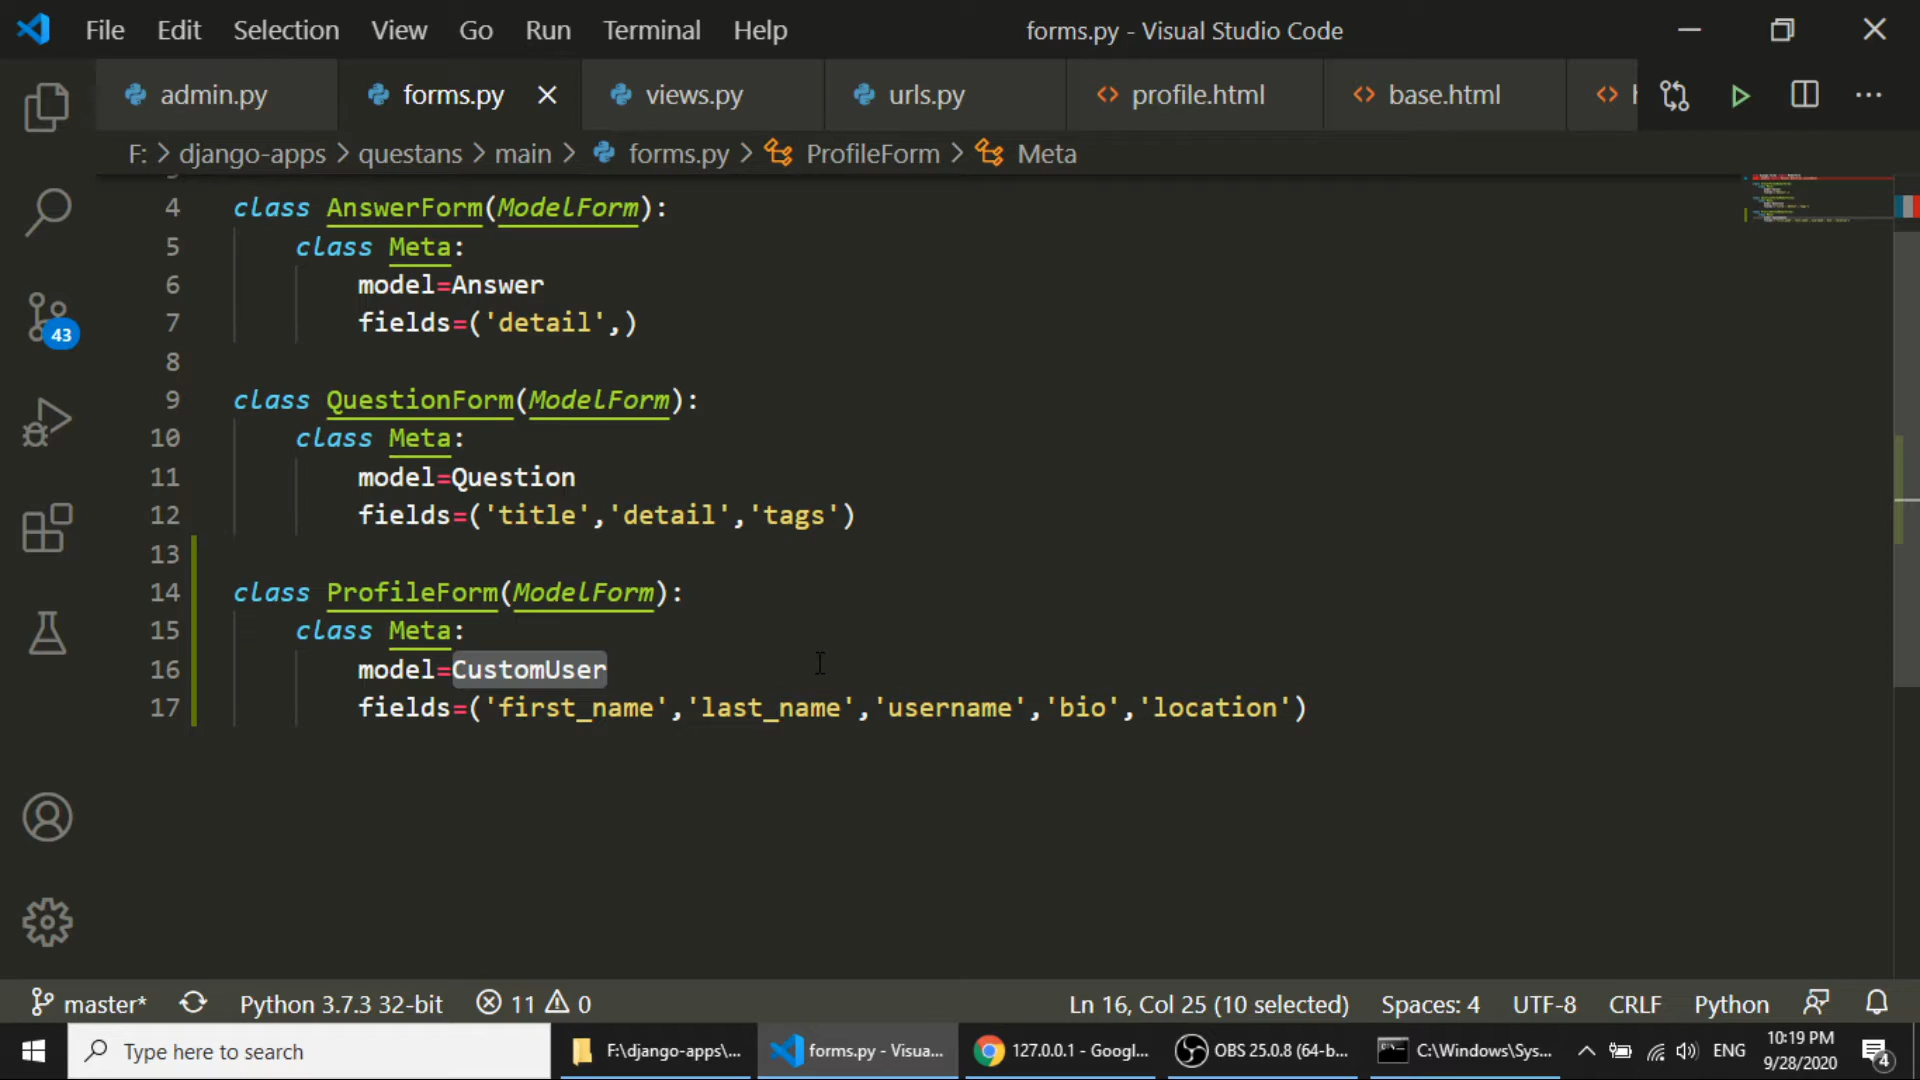 File Edit Selection View Go Run Terminal Help forms.py - Visual Studio Code
admin.py forms.py views.py urls.py profile.html base.html
F: > django-apps > questans > main > forms.py > ProfileForm > Meta
4 class AnswerForm(ModelForm):
5 class Meta:
6 model=Answer
7 fields=('detail',)
8
9 class QuestionForm(ModelForm):
10 class Meta:
11 model=Question
12 fields=('title','detail','tags')
13
14 class ProfileForm(ModelForm):
15 class Meta:
16 model=CustomUser
17 fields=('first_name','last_name','username','bio','location')
43
master* Python 3.7.3 32-bit 11 0 Ln 16, Col 25 (10 selected) Spaces: 4 UTF-8 CRLF Python
Type here to search F:\django-apps\... forms.py - Visua... 127.0.0.1 - Googl... OBS 25.0.8 (64-b... C:\Windows\Sys... ENG 10:19 PM
9/28/2020 4